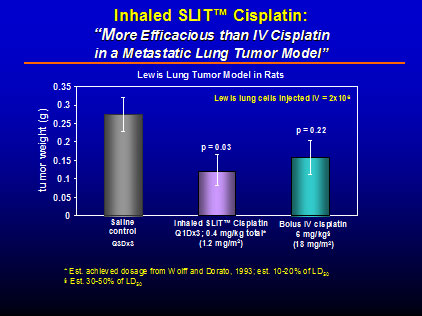 Inhaled SLIT™ Cisplatin:
“More Efficacious than IV Cisplatin
in a Metastatic Lung Tumor Model”
Lewis Lung Tumor Model in Rats
Lewis lung cells injected IV = 2x10⁶
tumor weight (g)
0.35
0.3
0.25
0.2
0.15
0.1
0.05
0
p = 0.03
p = 0.22
Saline
control
Q3Dx3
Inhaled SLIT™ Cisplatin
Q1Dx3; 0.4 mg/kg total*
(1.2 mg/m²)
Bolus IV cisplatin
6 mg/kg§
(18 mg/m²)
* Est. achieved dosage from Wolff and Dorato, 1993; est. 10-20% of LD₅₀
§ Est. 30-50% of LD₅₀